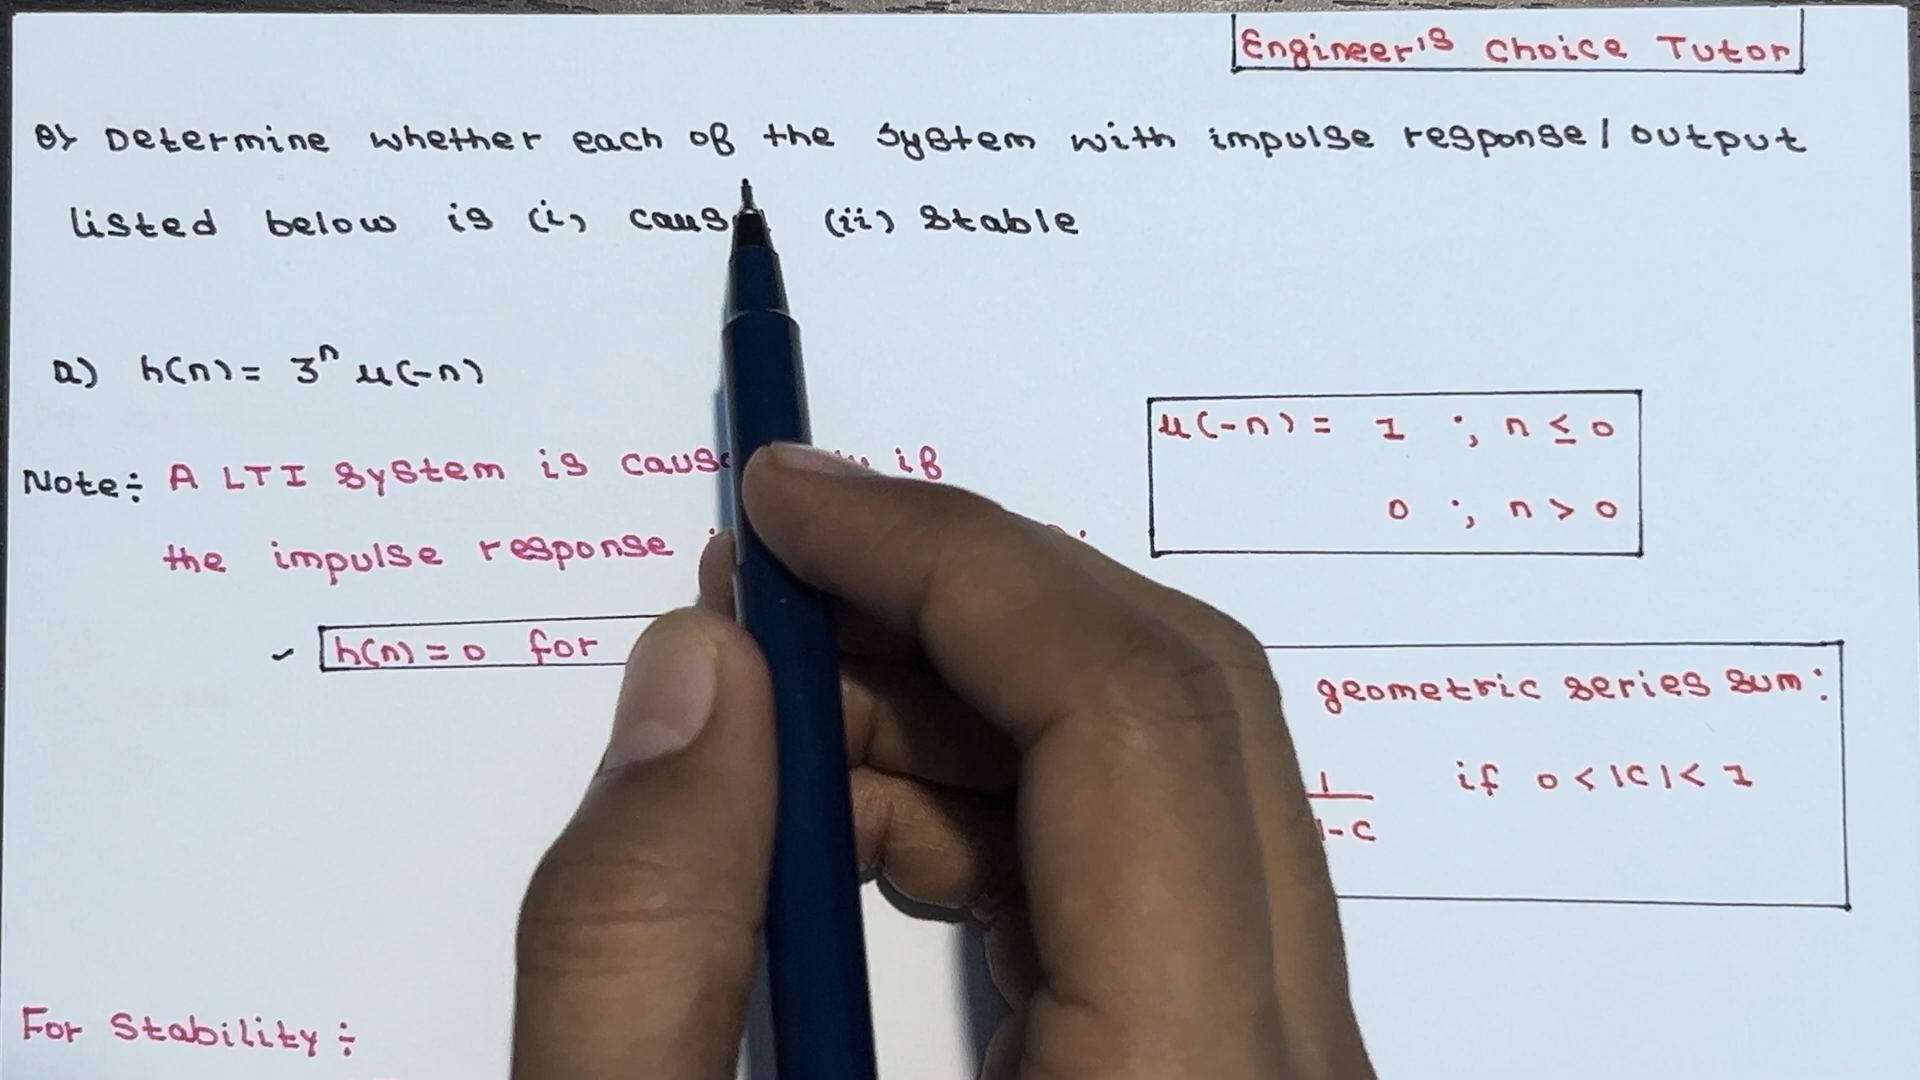 Engineer's Choice Tutor
Q) Determine whether each of the system with impulse response/output
listed below is (i) (ii) stable
a) h(n) = 3ⁿ u(-n)
u(-n) = 1 ; n ≤ 0
0 ; n > 0
Note: A LTI system is if
the impulse response
h(n) = 0 for
geometric series sum:
1/1-c if 0 < |c| < 1
For Stability: